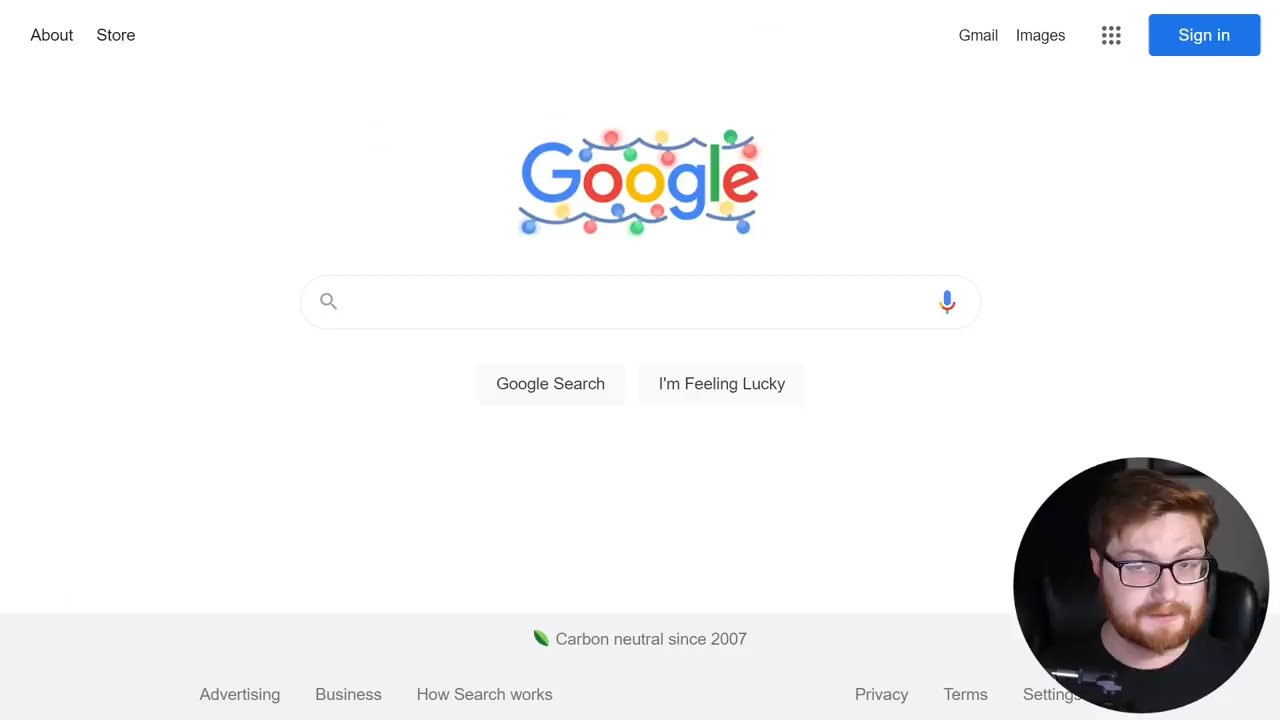 About Store
Gmail Images Sign in
Google
Google Search I'm Feeling Lucky
Carbon neutral since 2007
Advertising Business How Search works
Privacy Terms Settings